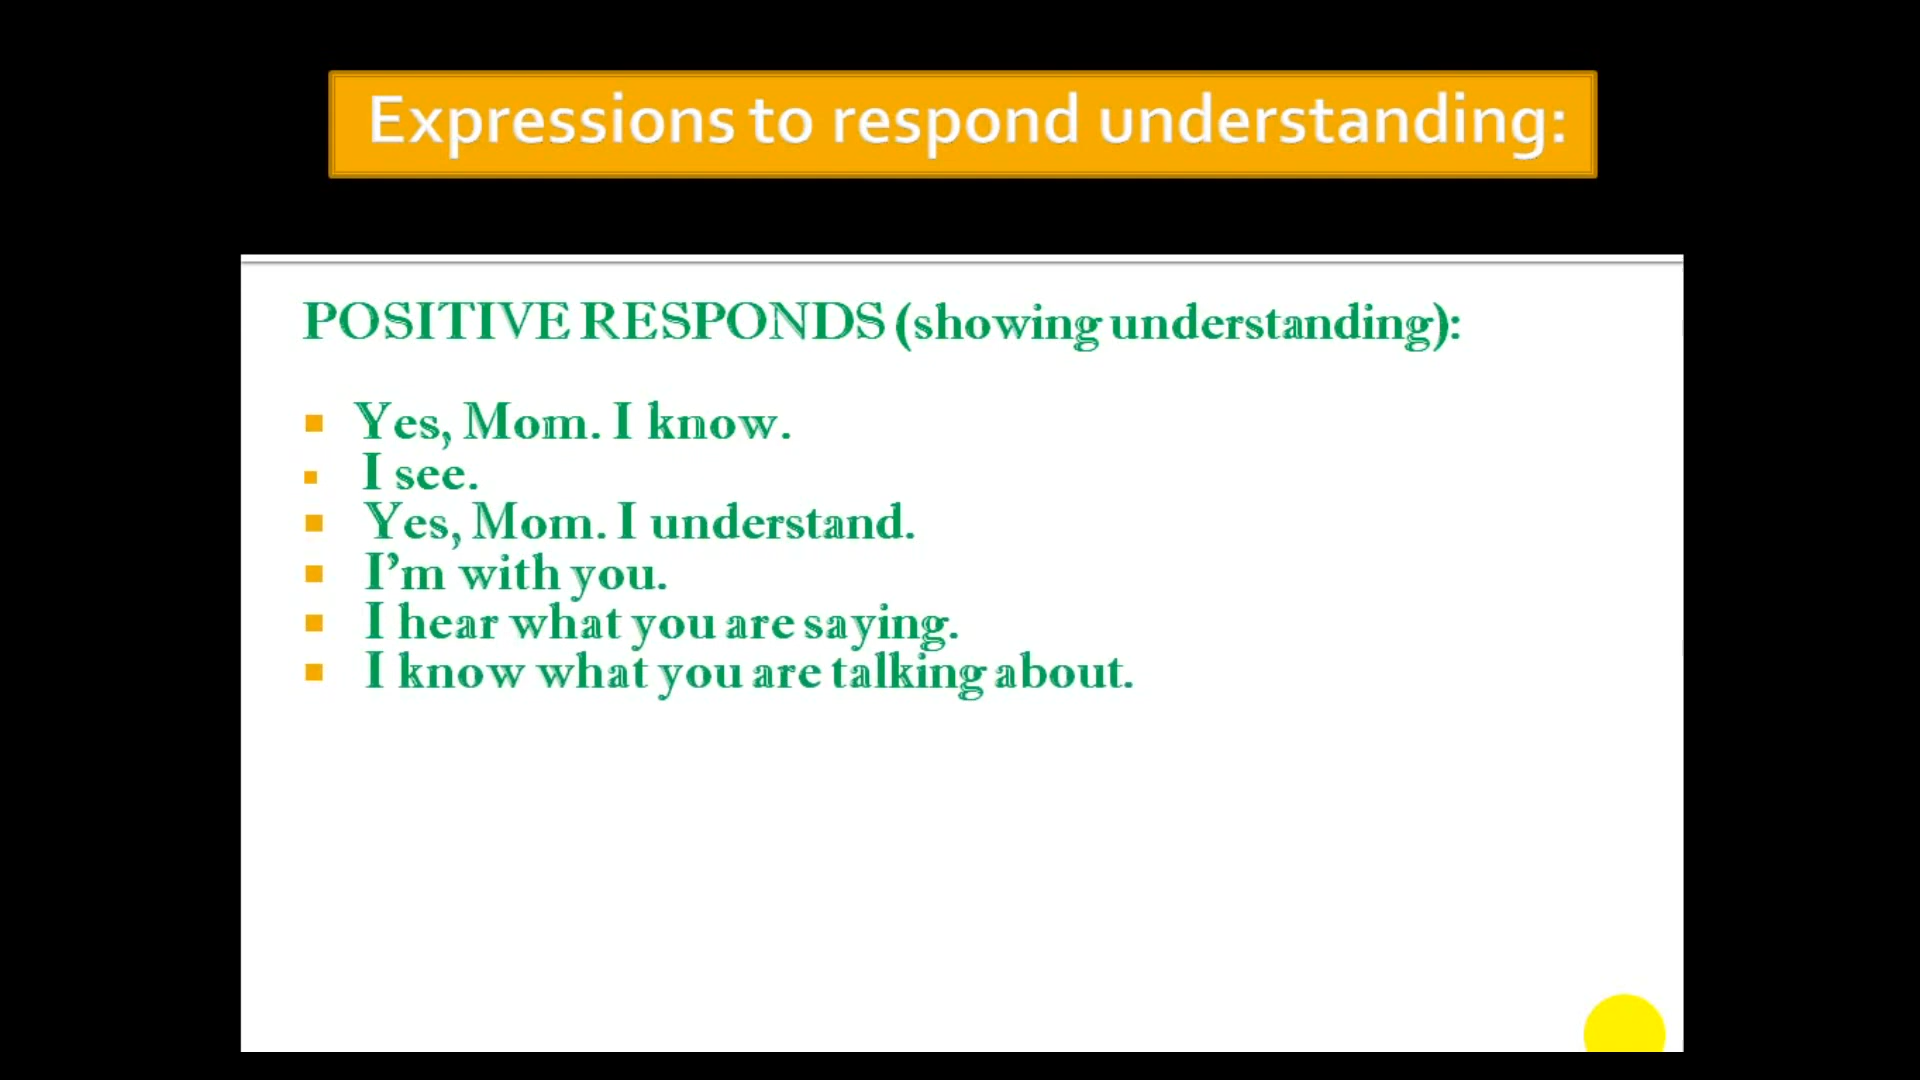 Expressions to respond understanding:
POSITIVE RESPONDS (showing understanding):
Yes, Mom. I know.
I see.
Yes, Mom. I understand.
I’m with you.
I hear what you are saying.
I know what you are talking about.